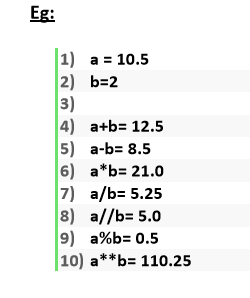 Eg:
1) a = 10.5
2) b=2
3)
4) a+b= 12.5
5) a-b= 8.5
6) a*b= 21.0
7) a/b= 5.25
8) a//b= 5.0
9) a%b= 0.5
10) a**b= 110.25